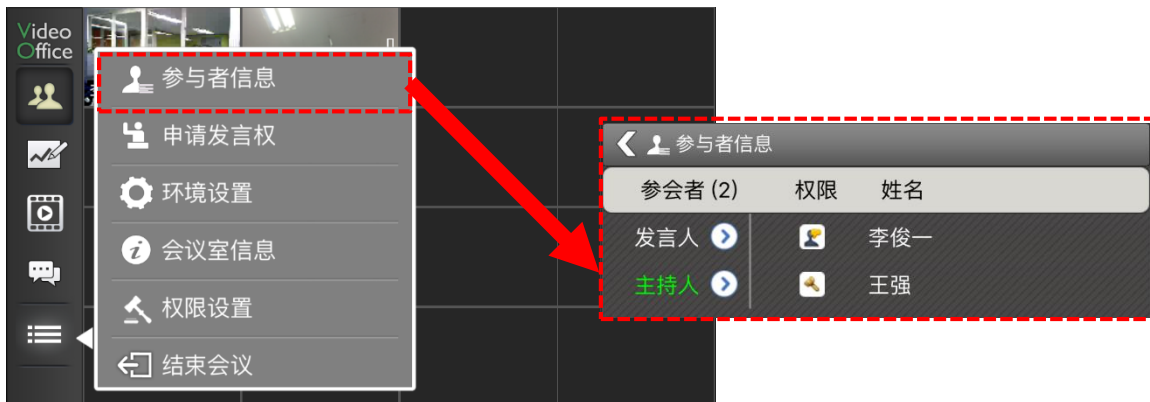 Video
Office
参与者信息
申请发言权
环境设置
会议室信息
权限设置
结束会议
参与者信息
参会者 (2) 权限 姓名
发言人 李俊一
主持人 王强